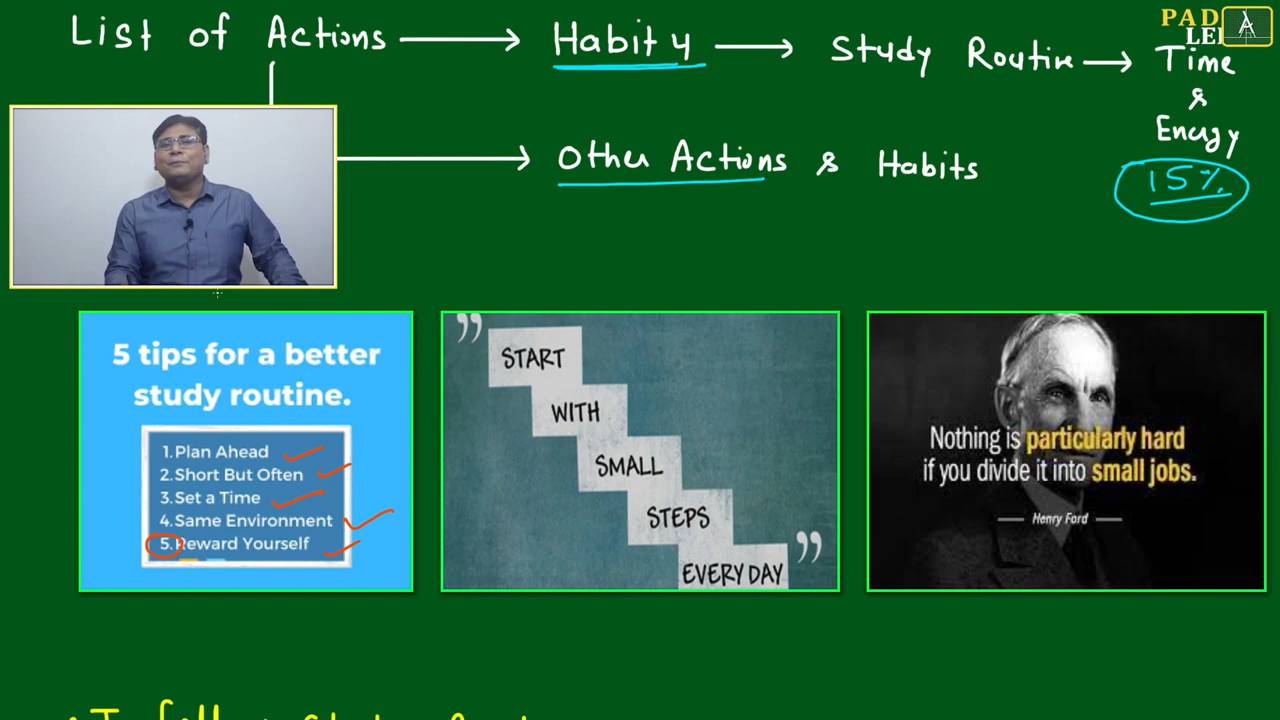 List of Actions → Habit 4 → Study Routine → Time
&
Energy
15%
Other Actions & Habits
PAD
LE
5 tips for a better
study routine.
1. Plan Ahead
2. Short But Often
3. Set a Time
4. Same Environment
5. Reward Yourself
" START
WITH
SMALL
STEPS
EVERY DAY "
Nothing is particularly hard
if you divide it into small jobs.
— Henry Ford —